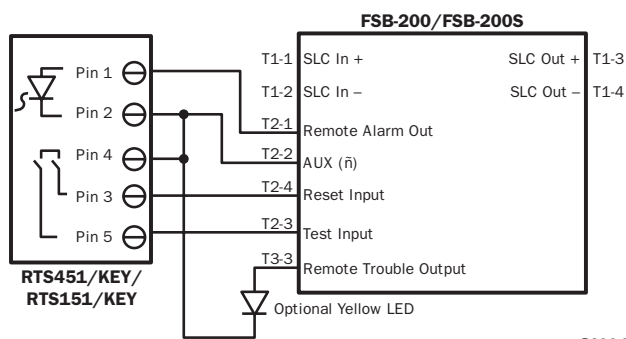 FSB-200/FSB-200S
T1-1 SLC In + SLC Out + T1-3
T1-2 SLC In – SLC Out – T1-4
T2-1 Remote Alarm Out
T2-2 AUX (ñ)
T2-4 Reset Input
T2-3 Test Input
T3-3 Remote Trouble Output
Pin 1
Pin 2
Pin 4
Pin 3
Pin 5
RTS451/KEY/
RTS151/KEY
Optional Yellow LED